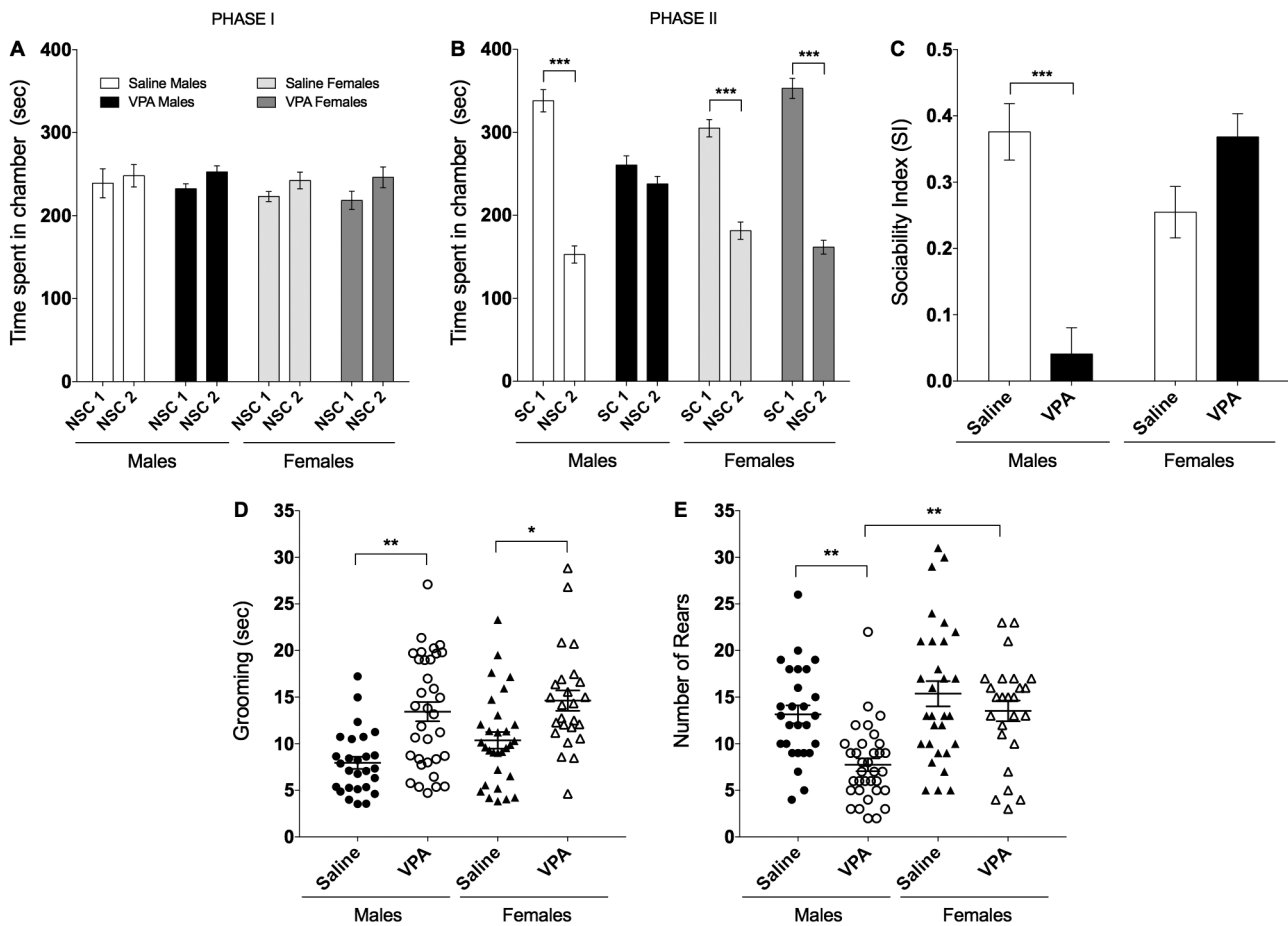 PHASE I
PHASE II
A
Time spent in chamber (sec)
400
300
200
100
0
Saline Males
VPA Males
Saline Females
VPA Females
NSC 1
NSC 2
NSC 1
NSC 2
NSC 1
NSC 2
NSC 1
NSC 2
Males
Females
B
Time spent in chamber (sec)
400
300
200
100
0
***
***
***
SC 1
NSC 2
SC 1
NSC 2
SC 1
NSC 2
SC 1
NSC 2
Males
Females
C
Sociability Index (SI)
0.5
0.4
0.3
0.2
0.1
0.0
***
Saline
VPA
Saline
VPA
Males
Females
D
Grooming (sec)
35
30
25
20
15
10
5
0
**
*
Saline
VPA
Saline
VPA
Males
Females
E
Number of Rears
35
30
25
20
15
10
5
0
**
**
Saline
VPA
Saline
VPA
Males
Females